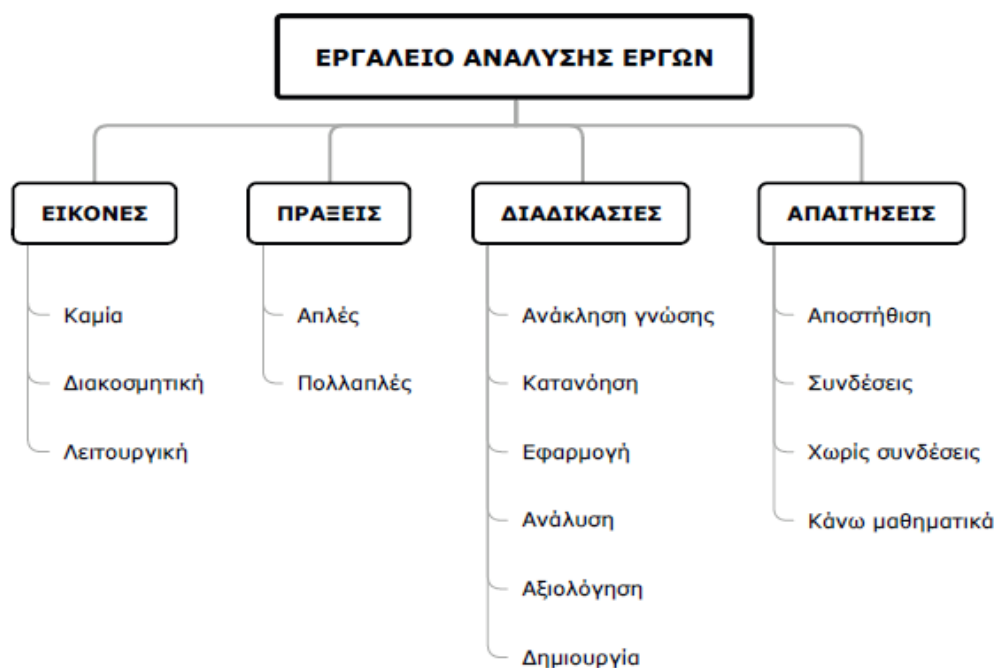 ΕΡΓΑΛΕΙΟ ΑΝΑΛΥΣΗΣ ΕΡΓΩΝ
ΕΙΚΟΝΕΣ
Καμία
Διακοσμητική
Λειτουργική
ΠΡΑΞΕΙΣ
Απλές
Πολλαπλές
ΔΙΑΔΙΚΑΣΙΕΣ
Ανάκληση γνώσης
Κατανόηση
Εφαρμογή
Ανάλυση
Αξιολόγηση
Δημιουργία
ΑΠΑΙΤΗΣΕΙΣ
Αποστήθιση
Συνδέσεις
Χωρίς συνδέσεις
Κάνω μαθηματικά